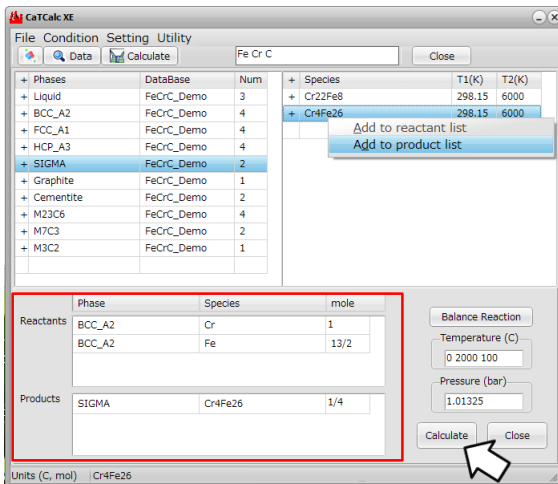 CaTCalc XE
File Condition Setting Utility
Data Calculate Fe Cr C Close
+ Phases DataBase Num
+ Liquid FeCrC_Demo 3
+ BCC_A2 FeCrC_Demo 4
+ FCC_A1 FeCrC_Demo 4
+ HCP_A3 FeCrC_Demo 4
+ SIGMA FeCrC_Demo 2
+ Graphite FeCrC_Demo 1
+ Cementite FeCrC_Demo 2
+ M23C6 FeCrC_Demo 4
+ M7C3 FeCrC_Demo 2
+ M3C2 FeCrC_Demo 1
+ Species T1(K) T2(K)
+ Cr22Fe8 298.15 6000
+ Cr4Fe26 298.15 6000
Add to reactant list
Add to product list
Phase Species mole
Reactants
BCC_A2 Cr 1
BCC_A2 Fe 13/2
Products
SIGMA Cr4Fe26 1/4
Balance Reaction
Temperature (C)
0 2000 100
Pressure (bar)
1.01325
Calculate Close
Units (C, mol) Cr4Fe26